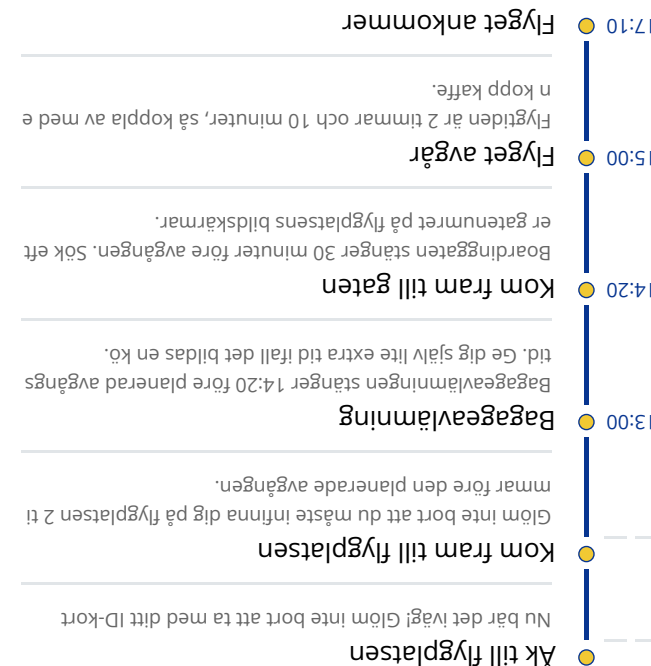 Åk till flygplatsen
Nu bär det iväg! Glöm inte bort att ta med ditt ID-kort
Kom fram till flygplatsen
Glöm inte bort att du måste infinna dig på flygplatsen 2 ti
mmar före den planerade avgången.
13:00
Bagageavlämning
Bagageavlämningen stänger 14:20 före planerad avgångs
tid. Ge dig själv lite extra tid ifall det bildas en kö.
14:20
Kom fram till gaten
Boardinggaten stänger 30 minuter före avgången. Sök eft
er gatenumret på flygplatsens bildskärmar.
15:00
Flyget avgår
Flygtiden är 2 timmar och 10 minuter, så koppla av med e
n kopp kaffe.
17:10
Flyget ankommer